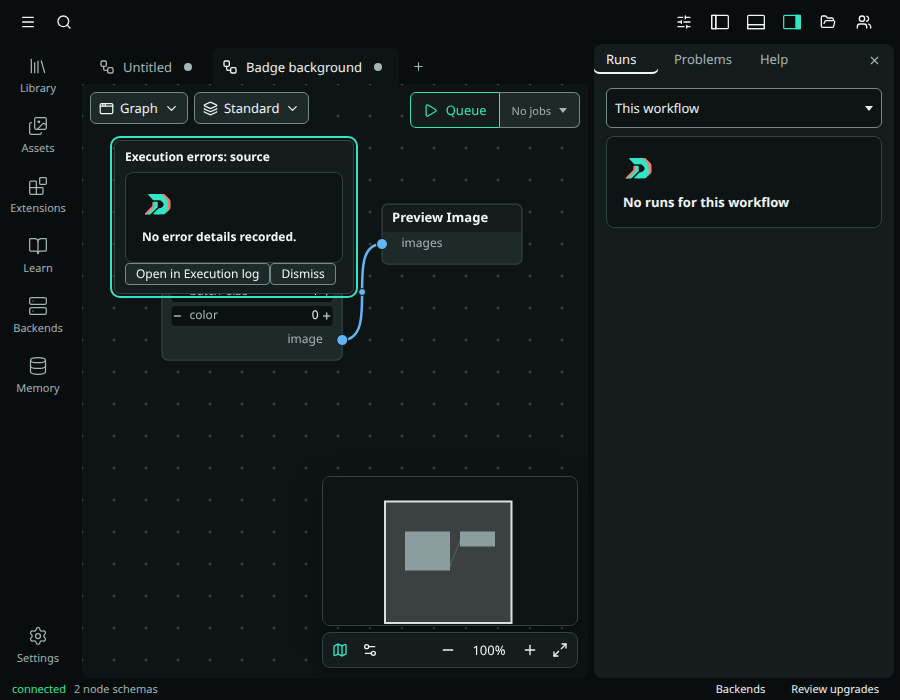 Untitled
Badge background
Runs
Problems
Help
Library
Assets
Extensions
Learn
Backends
Memory
Settings
Graph
Standard
Queue
No jobs
This workflow
No runs for this workflow
Execution errors: source
No error details recorded.
Open in Execution log
Dismiss
Preview Image
images
color
0
image
100%
connected
2 node schemas
Backends
Review upgrades